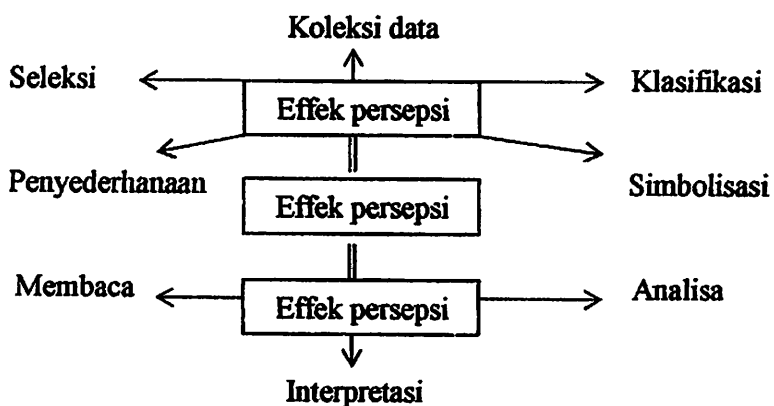 Koleksi data
Seleksi
Klasifikasi
Effek persepsi
Penyederhanaan
Simbolisasi
Effek persepsi
Membaca
Effek persepsi
Analisa
Interpretasi